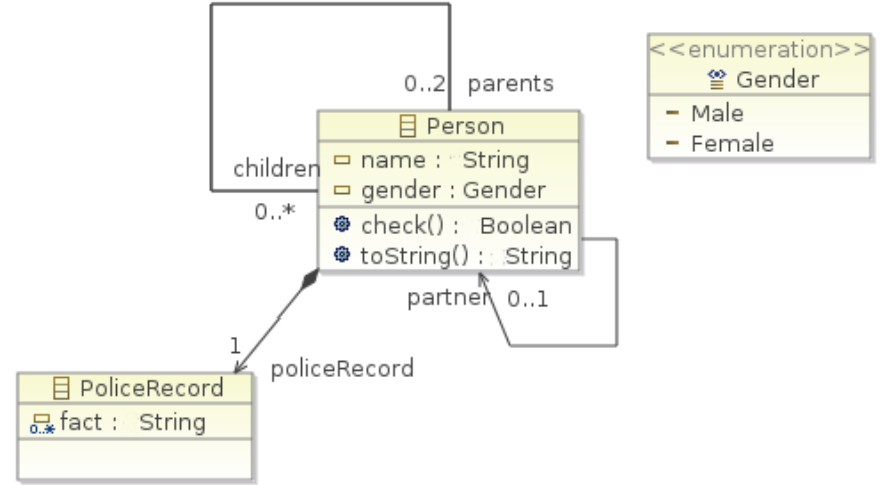 0..2 parents
<<enumeration>>
Gender
Male
Female
Person
name : String
gender : Gender
children
0..*
check() : Boolean
toString() : String
partner 0..1
1
policeRecord
PoliceRecord
0..* fact : String